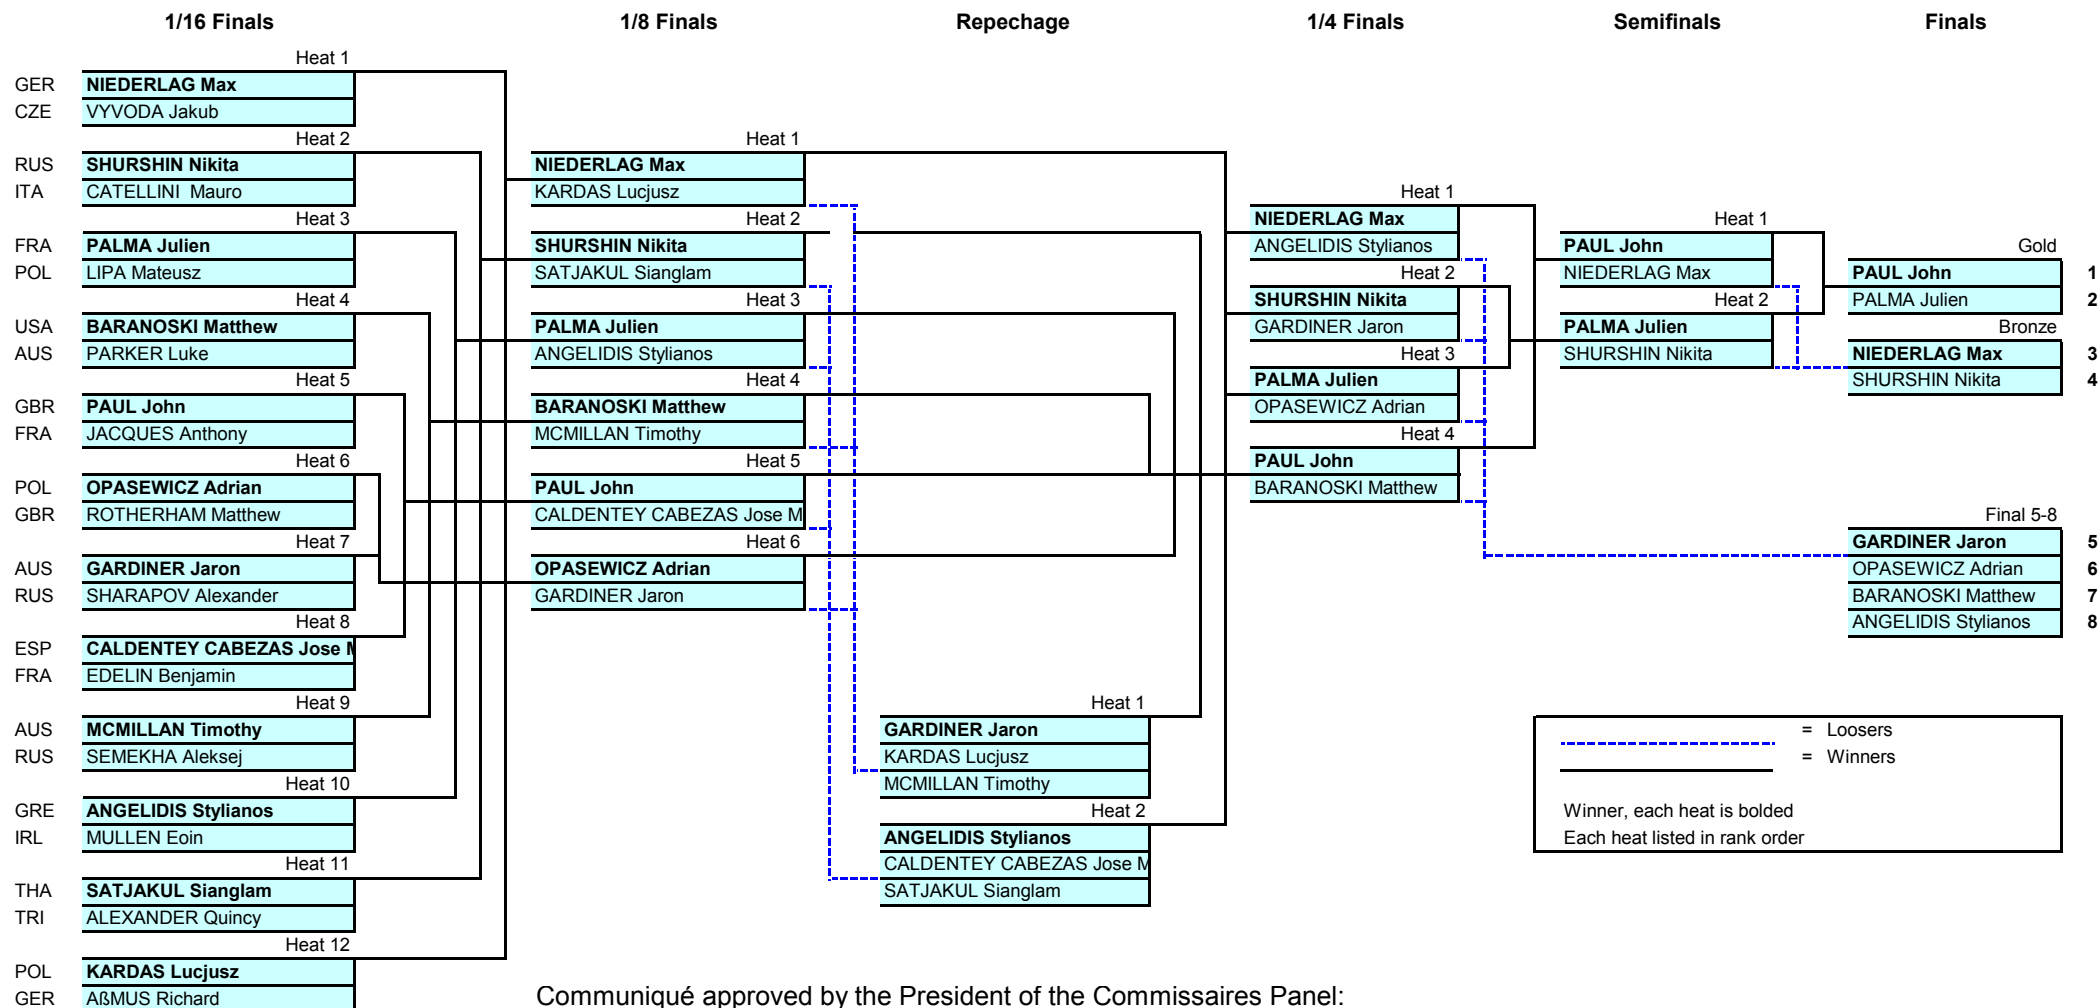 1/16 Finals
1/8 Finals
Repechage
1/4 Finals
Semifinals
Finals
Heat 1
GER NIEDERLAG Max
CZE VYVODA Jakub
Heat 2
RUS SHURSHIN Nikita
ITA CATELLINI Mauro
Heat 3
FRA PALMA Julien
POL LIPA Mateusz
Heat 4
USA BARANOSKI Matthew
AUS PARKER Luke
Heat 5
GBR PAUL John
FRA JACQUES Anthony
Heat 6
POL OPASEWICZ Adrian
GBR ROTHERHAM Matthew
Heat 7
AUS GARDINER Jaron
RUS SHARAPOV Alexander
Heat 8
ESP CALDENTEY CABEZAS Jose
FRA EDELIN Benjamin
Heat 9
AUS MCMILLAN Timothy
RUS SEMEKHA Aleksej
Heat 10
GRE ANGELIDIS Stylianos
IRL MULLEN Eoin
Heat 11
THA SATJAKUL Sianglam
TRI ALEXANDER Quincy
Heat 12
POL KARDAS Lucjusz
GER AßMUS Richard
Heat 1
NIEDERLAG Max
KARDAS Lucjusz
Heat 2
SHURSHIN Nikita
SATJAKUL Sianglam
Heat 3
PALMA Julien
ANGELIDIS Stylianos
Heat 4
BARANOSKI Matthew
MCMILLAN Timothy
Heat 5
PAUL John
CALDENTEY CABEZAS Jose M
Heat 6
OPASEWICZ Adrian
GARDINER Jaron
Heat 1
GARDINER Jaron
KARDAS Lucjusz
MCMILLAN Timothy
Heat 2
ANGELIDIS Stylianos
CALDENTEY CABEZAS Jose M
SATJAKUL Sianglam
Heat 1
NIEDERLAG Max
ANGELIDIS Stylianos
Heat 2
SHURSHIN Nikita
GARDINER Jaron
Heat 3
PALMA Julien
OPASEWICZ Adrian
Heat 4
PAUL John
BARANOSKI Matthew
Heat 1
PAUL John
NIEDERLAG Max
Heat 2
PALMA Julien
SHURSHIN Nikita
Gold
PAUL John 1
PALMA Julien 2
Bronze
NIEDERLAG Max 3
SHURSHIN Nikita 4
Final 5-8
GARDINER Jaron 5
OPASEWICZ Adrian 6
BARANOSKI Matthew 7
ANGELIDIS Stylianos 8
= Loosers
= Winners
Winner, each heat is bolded
Each heat listed in rank order
Communiqué approved by the President of the Commissaires Panel: